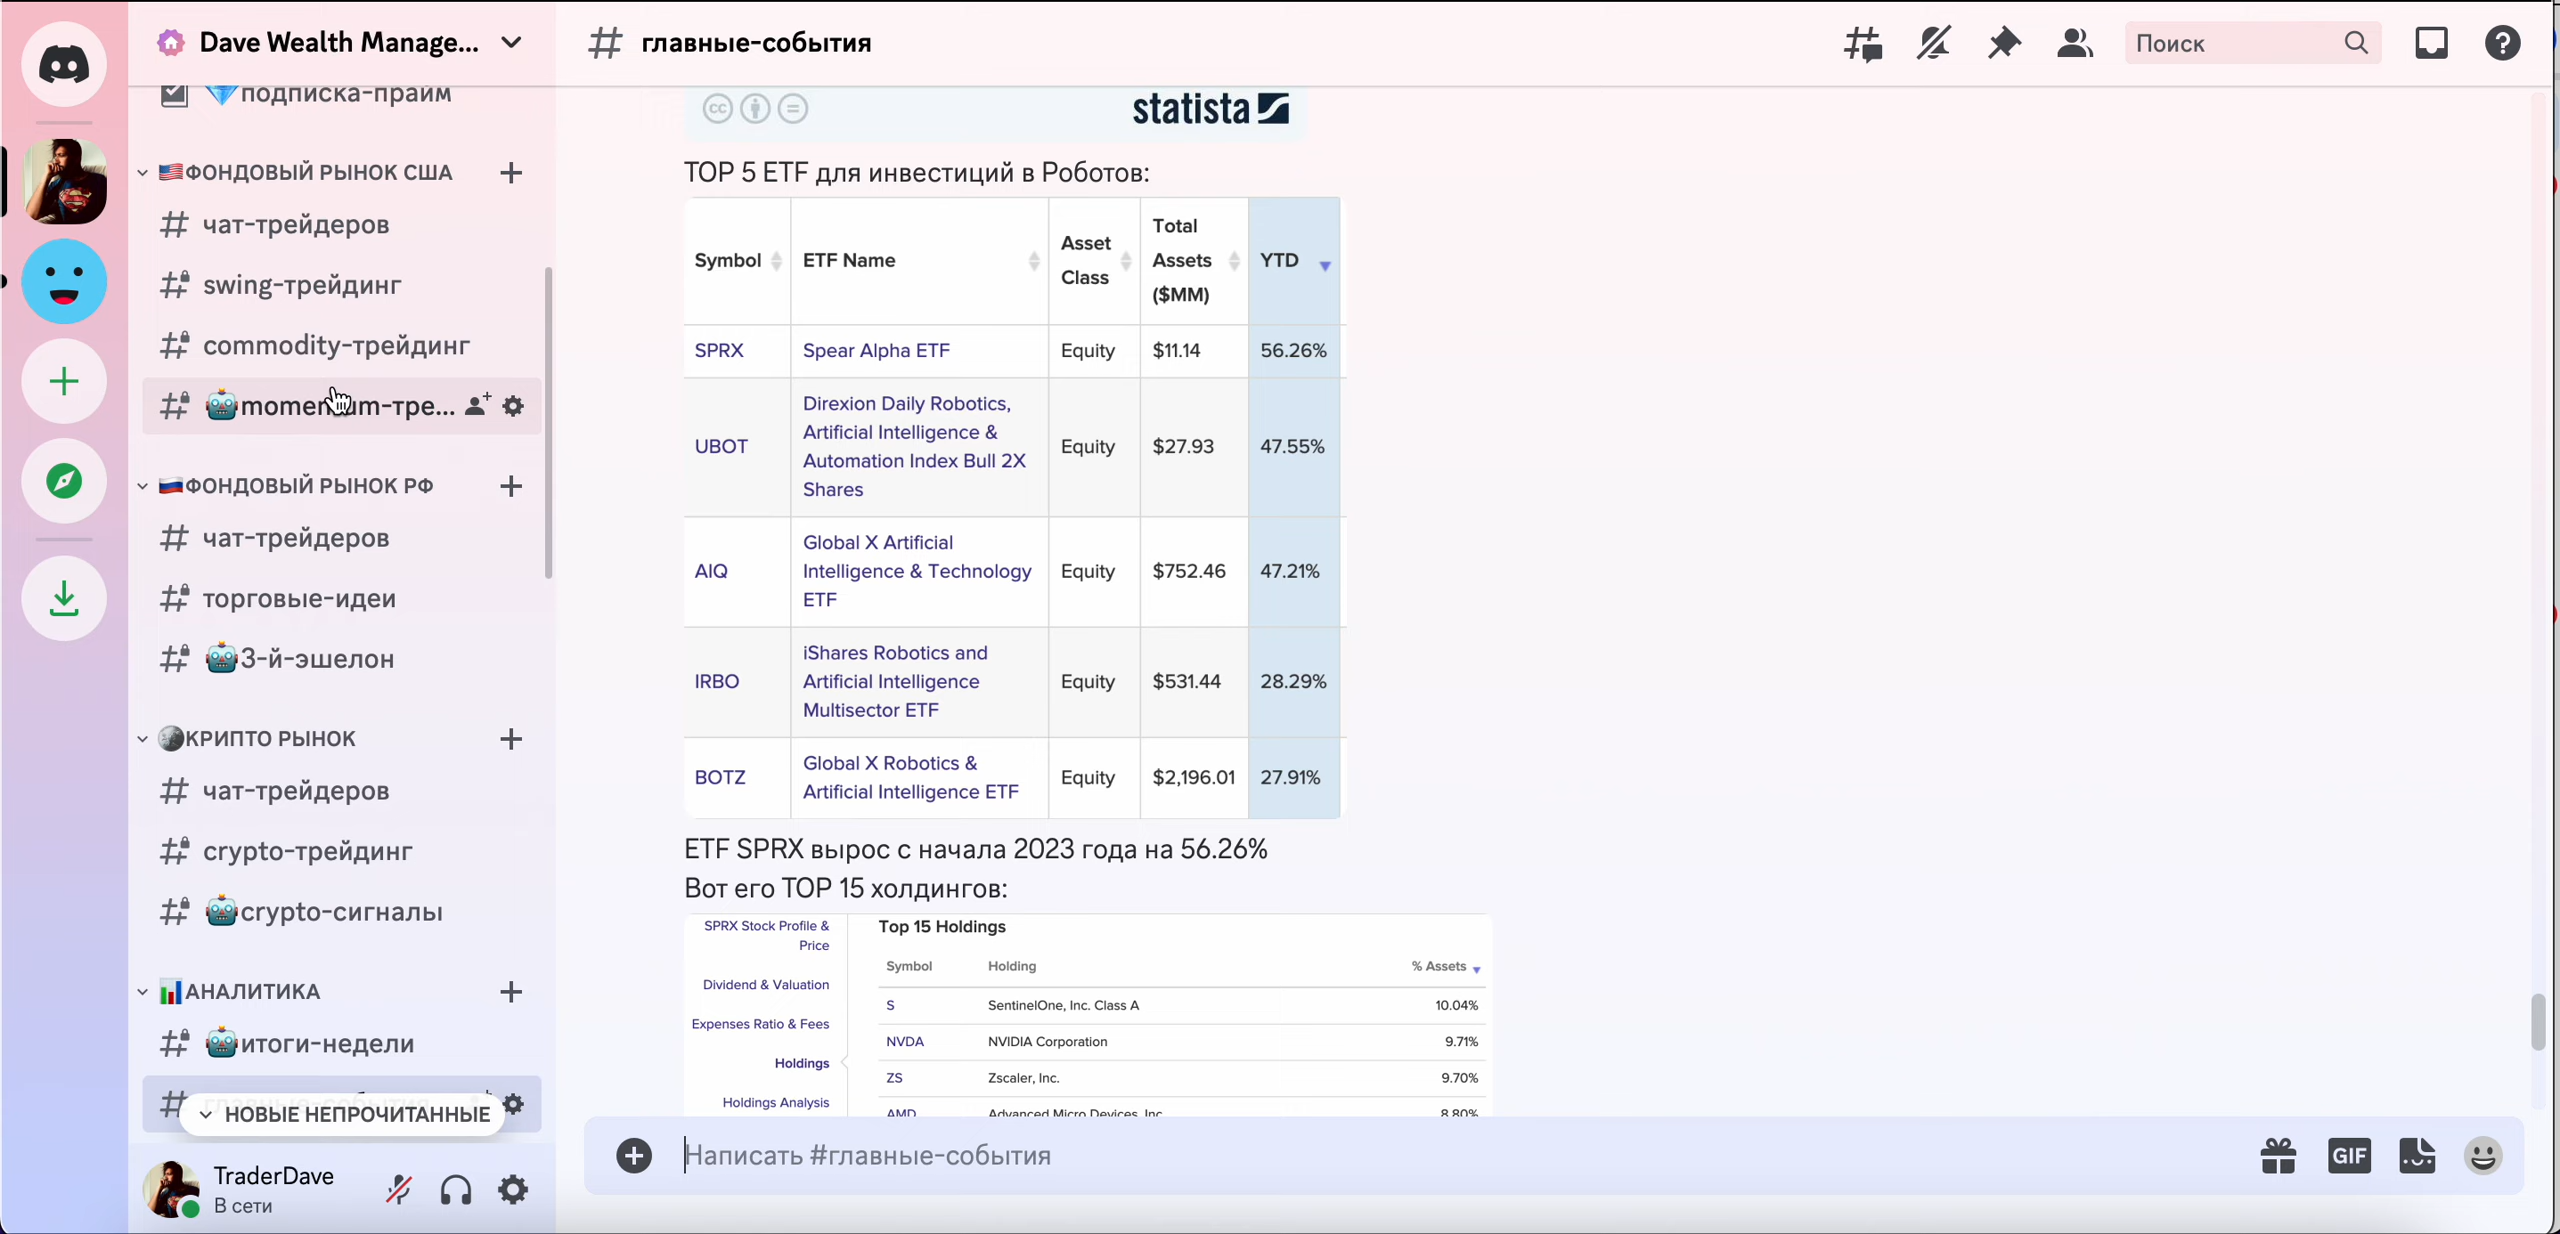 Dave Wealth Manage...
подписка-прайм
ФОНДОВЫЙ РЫНОК США
чат-трейдеров
swing-трейдинг
commodity-трейдинг
ФОНДОВЫЙ РЫНОК РФ
чат-трейдеров
торговые-идеи
3-й-эшелон
КРИПТО РЫНОК
чат-трейдеров
crypto-трейдинг
crypto-сигналы
АНАЛИТИКА
итоги-недели
НОВЫЕ НЕПРОЧИТАННЫЕ
TraderDave
В сети
# главные-события
Поиск
statista
TOP 5 ETF для инвестиций в Роботов:
Symbol ETF Name Asset Class Total Assets ($MM) YTD
SPRX Spear Alpha ETF Equity $11.14 56.26%
UBOT Direxion Daily Robotics, Artificial Intelligence & Automation Index Bull 2X Shares Equity $27.93 47.55%
AIQ Global X Artificial Intelligence & Technology ETF Equity $752.46 47.21%
IRBO iShares Robotics and Artificial Intelligence Multisector ETF Equity $531.44 28.29%
BOTZ Global X Robotics & Artificial Intelligence ETF Equity $2,196.01 27.91%
ETF SPRX вырос с начала 2023 года на 56.26%
Вот его TOP 15 холдингов:
SPRX Stock Profile & Price
Dividend & Valuation
Expenses Ratio & Fees
Holdings
Holdings Analysis
Top 15 Holdings
Symbol Holding % Assets
S SentinelOne, Inc. Class A 10.04%
NVDA NVIDIA Corporation 9.71%
ZS Zscaler, Inc. 9.70%
AMD Advanced Micro Devices, Inc. 8.80%
Написать #главные-события
GIF